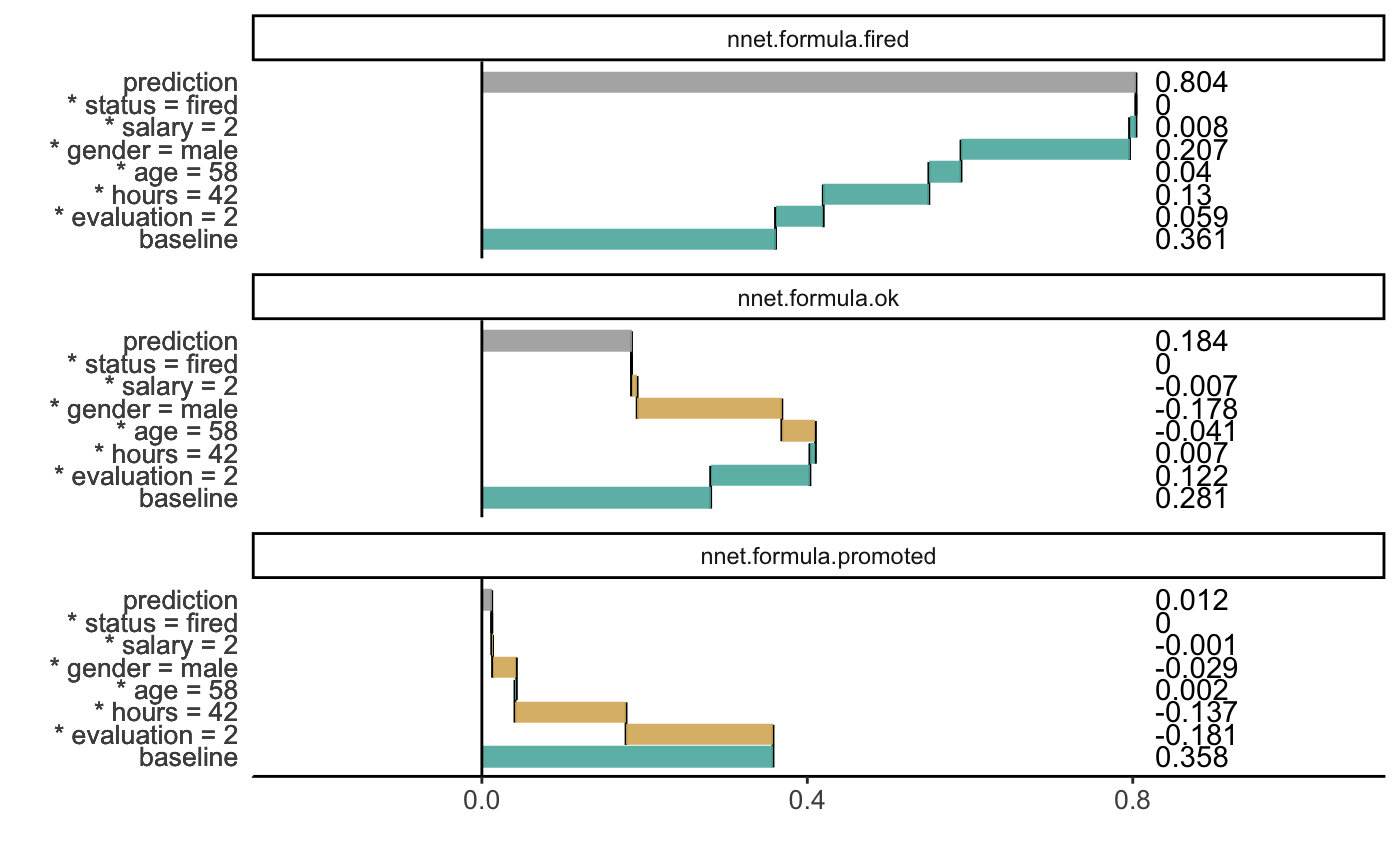 nnet.formula.fired
prediction 0.804
* status = fired 0
* salary = 2 0.008
* gender = male 0.207
* age = 58 0.04
* hours = 42 0.13
* evaluation = 2 0.059
baseline 0.361
nnet.formula.ok
prediction 0.184
* status = fired 0
* salary = 2 -0.007
* gender = male -0.178
* age = 58 -0.041
* hours = 42 0.007
* evaluation = 2 0.122
baseline 0.281
nnet.formula.promoted
prediction 0.012
* status = fired 0
* salary = 2 -0.001
* gender = male -0.029
* age = 58 0.002
* hours = 42 -0.137
* evaluation = 2 -0.181
baseline 0.358
0.0 0.4 0.8